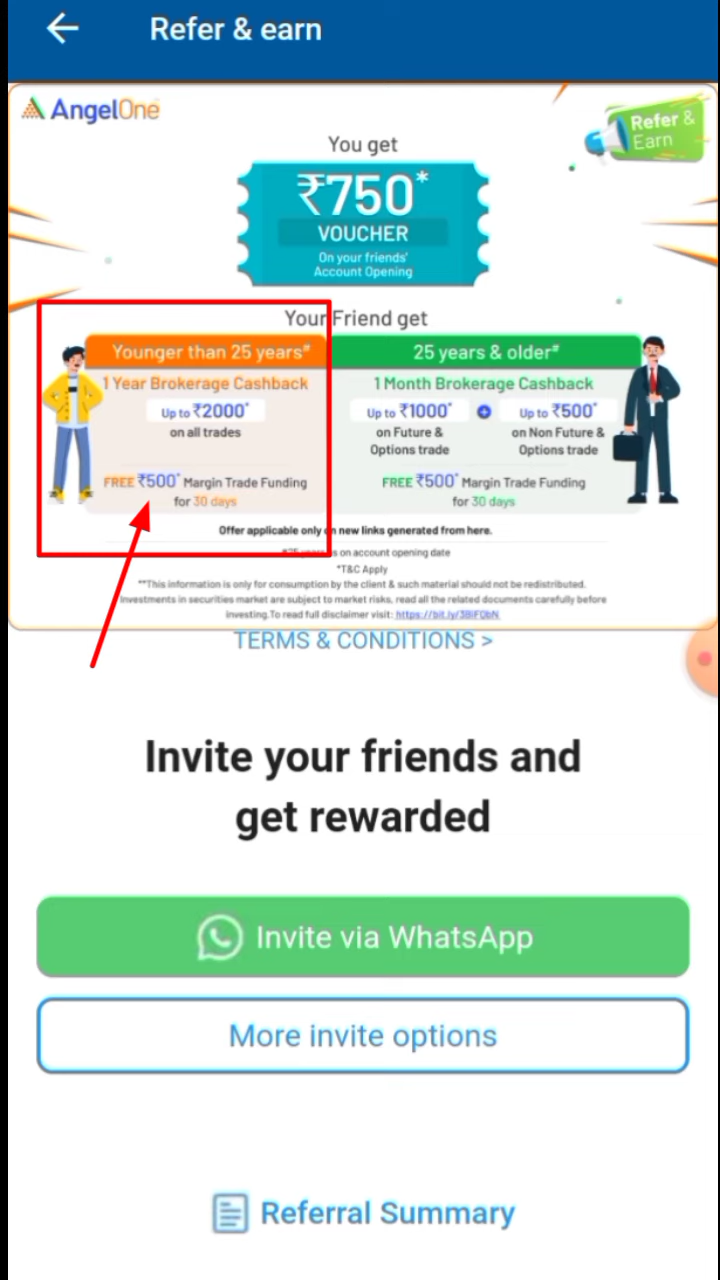 Refer & earn
AngelOne
Refer &
Earn
You get
₹750*
VOUCHER
On your friends'
Account Opening
Your Friend get
Younger than 25 years#
1 Year Brokerage Cashback
Up to ₹2000*
on all trades
FREE ₹500* Margin Trade Funding
for 30 days
25 years & older#
1 Month Brokerage Cashback
Up to ₹1000* Up to ₹500*
on Future & on Non Future &
Options trade Options trade
FREE ₹500* Margin Trade Funding
for 30 days
Offer applicable only on new links generated from here.
#25 years as on account opening date
*T&C Apply
**This information is only for consumption by the client & such material should not be redistributed.
Investments in securities market are subject to market risks, read all the related documents carefully before
investing.To read full disclaimer visit:
TERMS & CONDITIONS >
Invite your friends and
get rewarded
Invite via WhatsApp
More invite options
Referral Summary